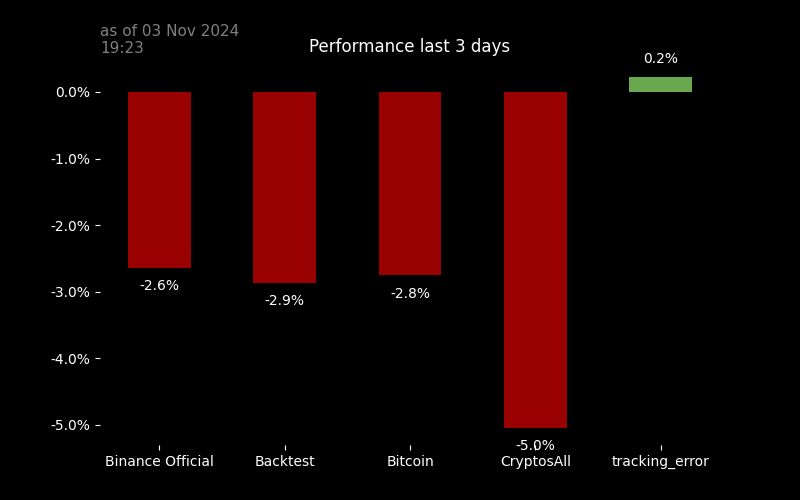 as of 03 Nov 2024
19:23
Performance last 3 days
0.2%
0.0%
-1.0%
-2.0%
-3.0%
-4.0%
-5.0%
-2.6%
-2.9%
-2.8%
-5.0%
Binance Official
Backtest
Bitcoin
CryptosAll
tracking_error